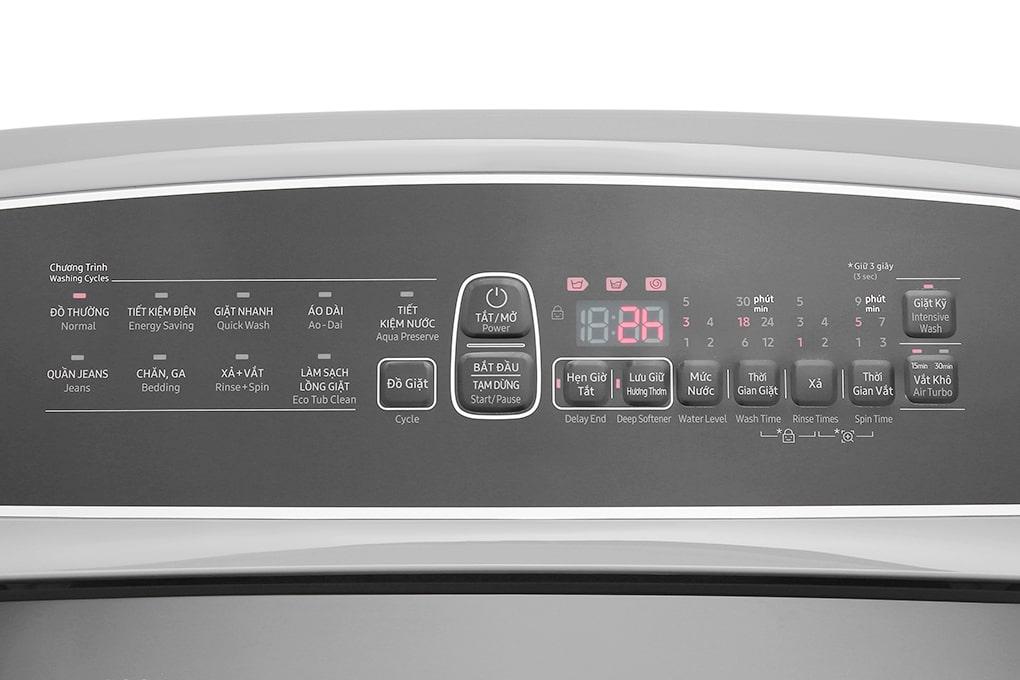 Chương Trình
Washing Cycles
ĐỒ THƯỜNG
Normal
TIẾT KIỆM ĐIỆN
Energy Saving
GIẶT NHANH
Quick Wash
ÁO DÀI
Ao-Dai
TIẾT
KIỆM NƯỚC
Aqua Preserve
QUẦN JEANS
Jeans
CHĂN, GA
Bedding
XẢ+VẮT
Rinse+Spin
LÀM SẠCH
LỒNG GIẶT
Eco Tub Clean
Đồ Giặt
Cycle
TẮT/MỞ
Power
BẮT ĐẦU
TẠM DỪNG
Start/Pause
2h
Hẹn Giờ
Tắt
Delay End
Lưu Giữ
Hương Thơm
Deep Softener
5
3 4
1 2
Mức
Nước
Water Level
30 phút
min
18 24
6 12
Thời
Gian Giặt
Wash Time
5
3 4
1 2
Xả
Rinse Times
9 phút
min
5 7
1 3
Thời
Gian Vắt
Spin Time
*Giữ 3 giây
(3 sec)
Giặt Kỹ
Intensive
Wash
15min 30min
Vắt Khô
Air Turbo
* *